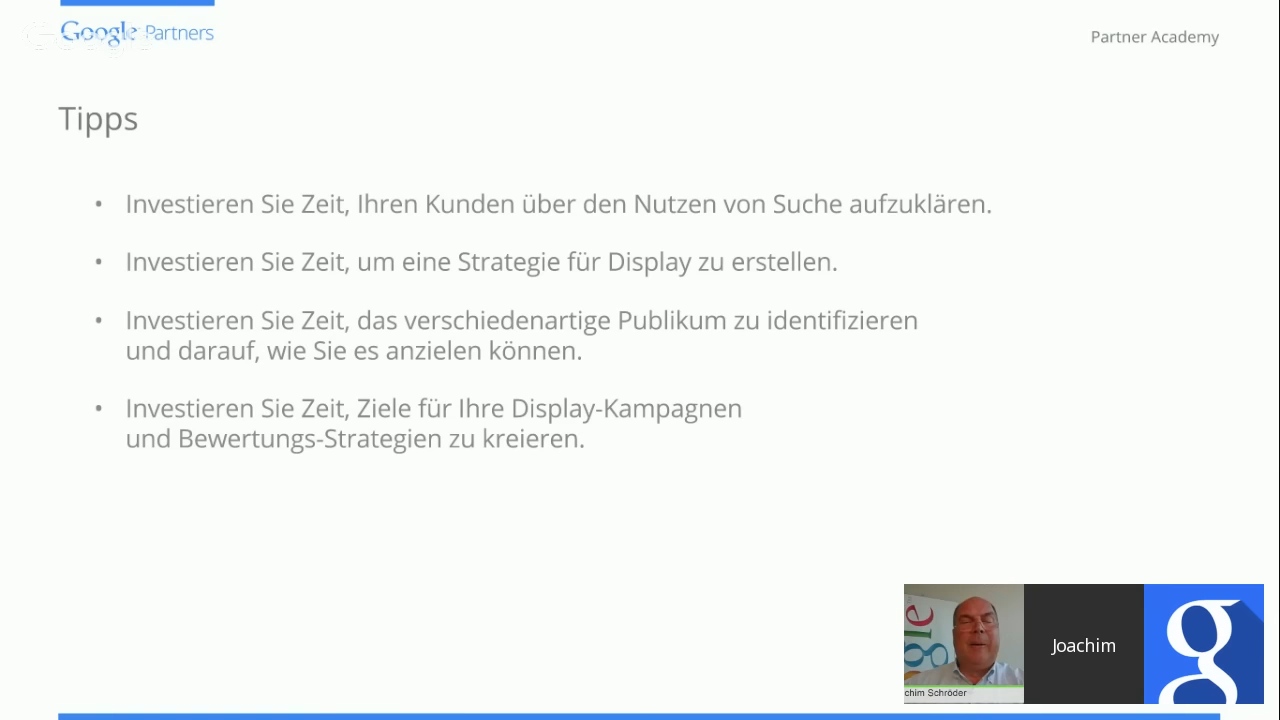 Google Partners
Partner Academy
Tipps
• Investieren Sie Zeit, Ihren Kunden über den Nutzen von Suche aufzuklären.
• Investieren Sie Zeit, um eine Strategie für Display zu erstellen.
• Investieren Sie Zeit, das verschiedenartige Publikum zu identifizieren
und darauf, wie Sie es anzielen können.
• Investieren Sie Zeit, Ziele für Ihre Display-Kampagnen
und Bewertungs-Strategien zu kreieren.
gle
Joachim
g
chim Schröder